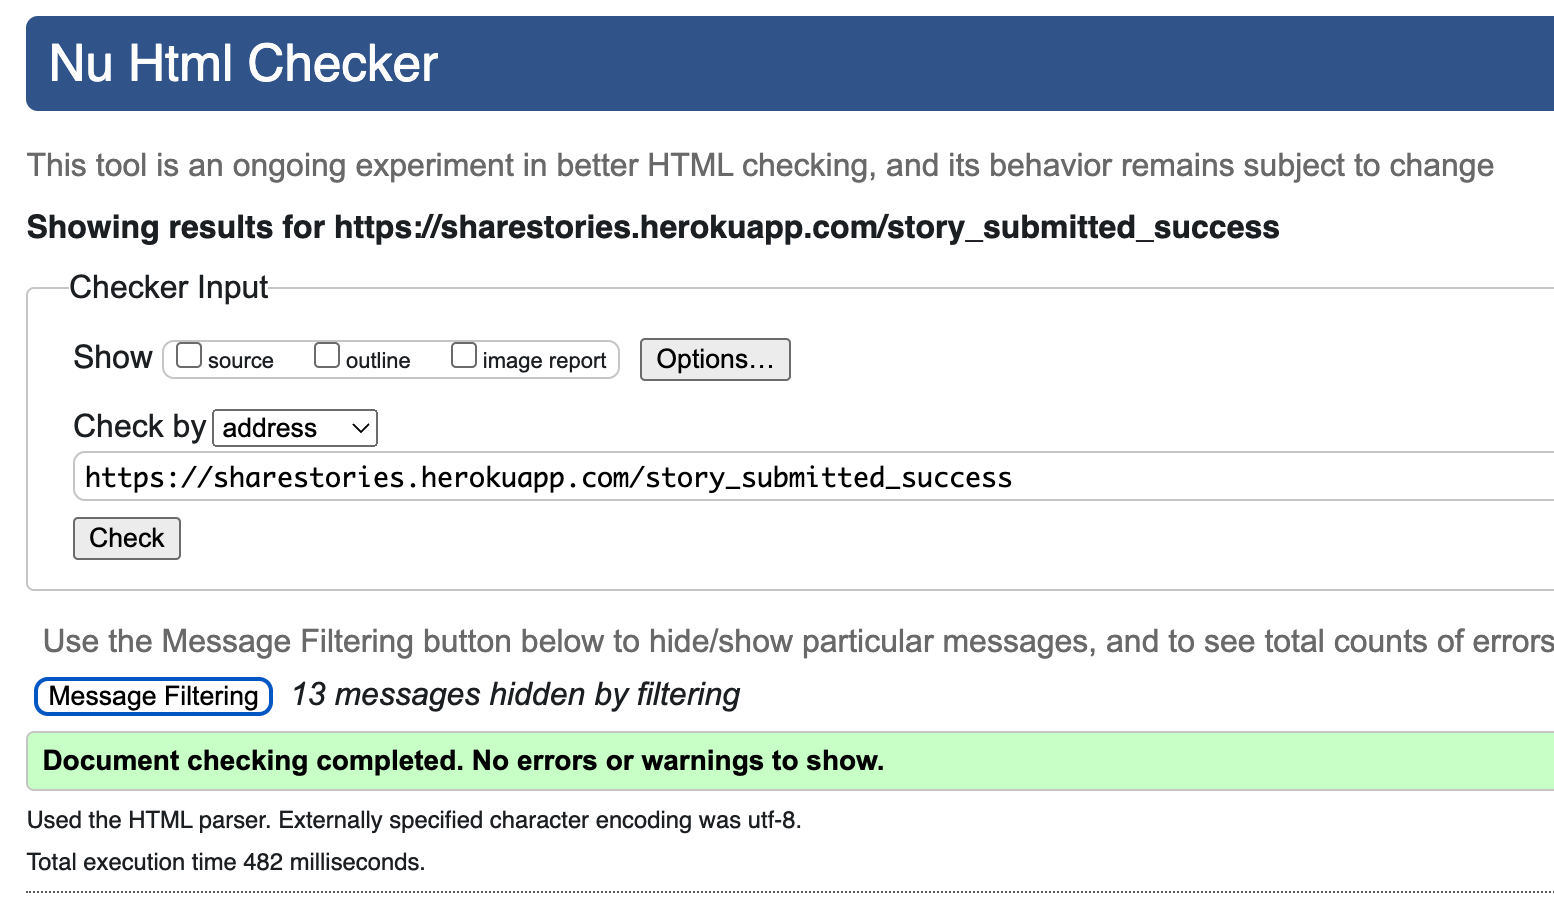 Nu Html Checker
This tool is an ongoing experiment in better HTML checking, and its behavior remains subject to change
Showing results for https://sharestories.herokuapp.com/story_submitted_success
Checker Input
Show source outline image report Options...
Check by address
https://sharestories.herokuapp.com/story_submitted_success
Check
Use the Message Filtering button below to hide/show particular messages, and to see total counts of errors
Message Filtering 13 messages hidden by filtering
Document checking completed. No errors or warnings to show.
Used the HTML parser. Externally specified character encoding was utf-8.
Total execution time 482 milliseconds.